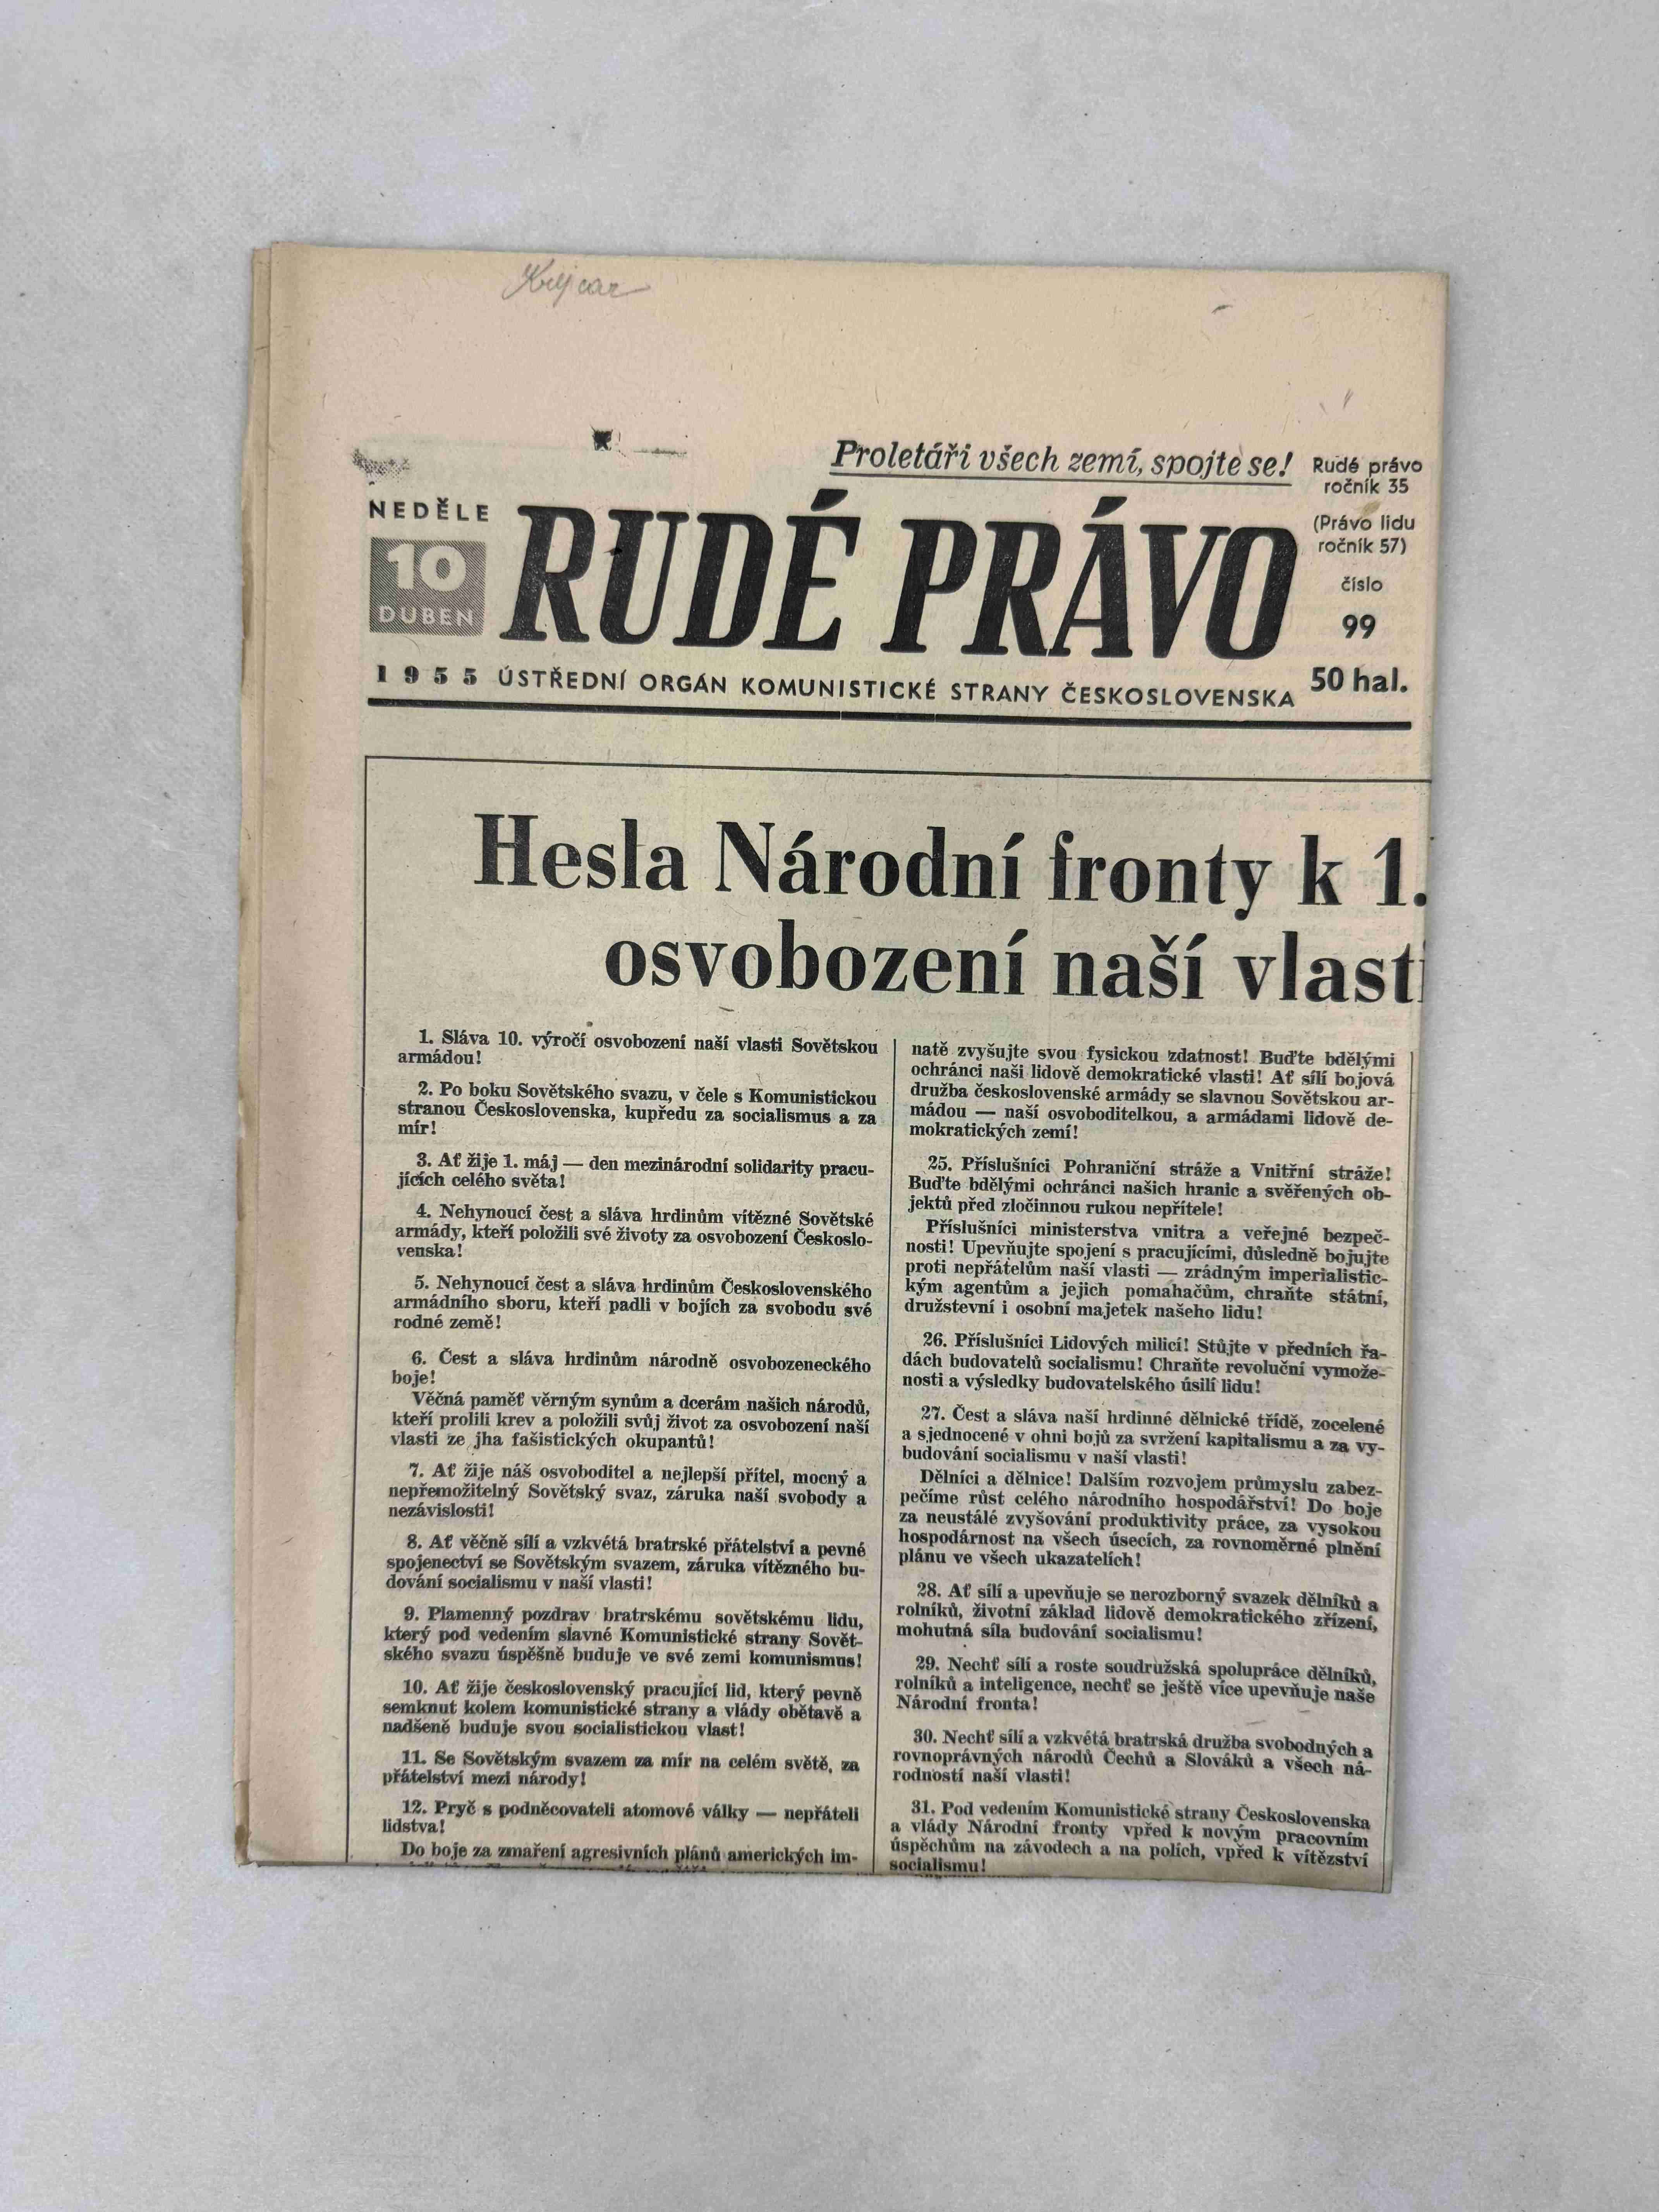 Proletáři všech zemí, spojte se!
NEDĚLE
10
DUBEN
1955
RUDÉ PRÁVO
ÚSTŘEDNÍ ORGÁN KOMUNISTICKÉ STRANY ČESKOSLOVENSKA
Rudé právo
ročník 35
(Právo lidu
ročník 57)
číslo
99
50 hal.
Hesla Národní fronty k 1.
osvobození naší vlasti
1. Sláva 10. výročí osvobození naší vlasti Sovětskou
armádou!
2. Po boku Sovětského svazu, v čele s Komunistickou
stranou Československa, kupředu za socialismus a za
mír!
3. Ať žije 1. máj — den mezinárodní solidarity pracu-
jících celého světa!
4. Nehynoucí čest a sláva hrdinům vítězné Sovětské
armády, kteří položili své životy za osvobození Českoslo-
venska!
5. Nehynoucí čest a sláva hrdinům Československého
armádního sboru, kteří padli v bojích za svobodu své
rodné země!
6. Čest a sláva hrdinům národně osvobozeneckého
boje!
Věčná paměť věrným synům a dcerám našich národů,
kteří prolili krev a položili svůj život za osvobození naší
vlasti ze jha fašistických okupantů!
7. Ať žije náš osvoboditel a nejlepší přítel, mocný a
nepřemožitelný Sovětský svaz, záruka naší svobody a
nezávislosti!
8. Ať věčně sílí a vzkvétá bratrské přátelství a pevné
spojenectví se Sovětským svazem, záruka vítězného bu-
dování socialismu v naší vlasti!
9. Plamenný pozdrav bratrskému sovětskému lidu,
který pod vedením slavné Komunistické strany Sovět-
ského svazu úspěšně buduje ve své zemi komunismus!
10. Ať žije československý pracující lid, který pevně
semknut kolem komunistické strany a vlády obětavě a
nadšeně buduje svou socialistickou vlast!
11. Se Sovětským svazem za mír na celém světě, za
přátelství mezi národy!
12. Pryč s podněcovateli atomové války — nepřáteli
lidstva!
Do boje za zmaření agresivních plánů amerických im-
natě zvyšujte svou fysickou zdatnost! Buďte bdělými
ochránci naší lidově demokratické vlasti! Ať sílí bojová
družba československé armády se slavnou Sovětskou ar-
mádou — naší osvoboditelkou, a armádami lidově de-
mokratických zemí!
25. Příslušníci Pohraniční stráže a Vnitřní stráže!
Buďte bdělými ochránci našich hranic a svěřených ob-
jektů před zločinnou rukou nepřítele!
Příslušníci ministerstva vnitra a veřejné bezpeč-
nosti! Upevňujte spojení s pracujícími, důsledně bojujte
proti nepřátelům naší vlasti — zrádným imperialistic-
kým agentům a jejich pomahačům, chraňte státní,
družstevní i osobní majetek našeho lidu!
26. Příslušníci Lidových milicí! Stůjte v předních řa-
dách budovatelů socialismu! Chraňte revoluční vymože-
nosti a výsledky budovatelského úsilí lidu!
27. Čest a sláva naší hrdinné dělnické třídě, zocelené
a sjednocené v ohni bojů za svržení kapitalismu a za vy-
budování socialismu v naší vlasti!
Dělníci a dělnice! Dalším rozvojem průmyslu zabez-
pečíme růst celého národního hospodářství! Do boje
za neustálé zvyšování produktivity práce, za vysokou
hospodárnost na všech úsecích, za rovnoměrné plnění
plánu ve všech ukazatelích!
28. Ať sílí a upevňuje se nerozborný svazek dělníků a
rolníků, životní základ lidově demokratického zřízení,
mohutná síla budování socialismu!
29. Nechť sílí a roste soudružská spolupráce dělníků,
rolníků a inteligence, nechť se ještě více upevňuje naše
Národní fronta!
30. Nechť sílí a vzkvétá bratrská družba svobodných a
rovnoprávných národů Čechů a Slováků a všech ná-
rodností naší vlasti!
31. Pod vedením Komunistické strany Československa
a vlády Národní fronty vpřed k novým pracovním
úspěchům na závodech a na polích, vpřed k vítězství
socialismu!